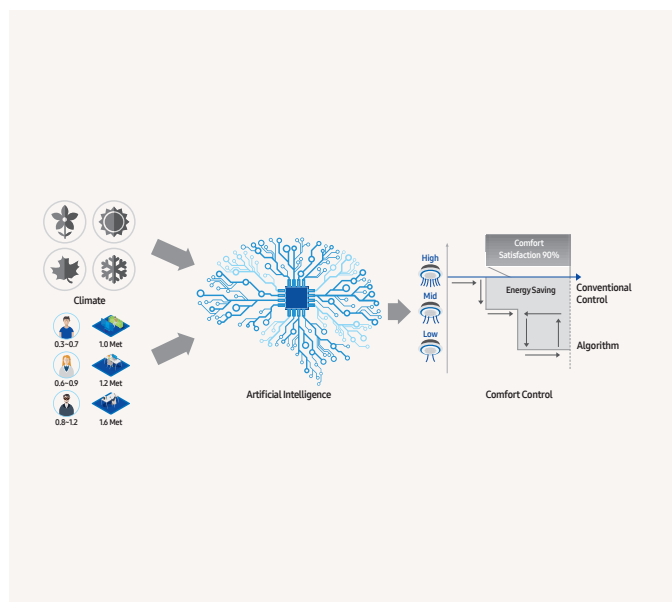 Climate
0.3~0.7
1.0 Met
0.6~0.9
1.2 Met
0.8~1.2
1.6 Met
Artificial Intelligence
High
Mid
Low
Comfort
Satisfaction 90%
Energy Saving
Conventional
Control
Algorithm
Comfort Control